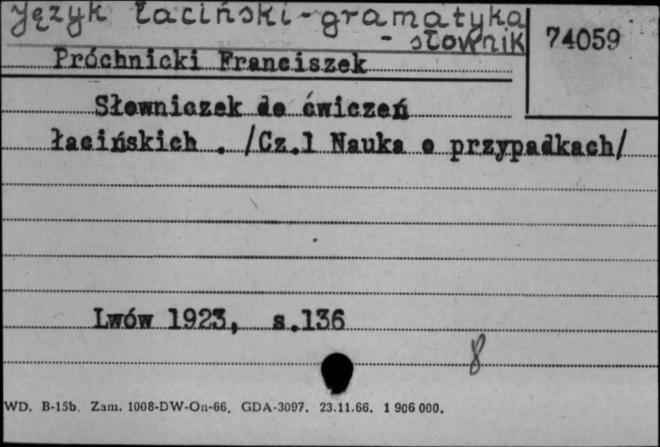 Język łaciński-gramatyka
- słownik
74059
Próchnicki Franciszek
Słowniczek do ćwiczeń
łacińskich . /Cz.1 Nauka o przypadkach/
Lwów 1923, s.136
8
WD. B-15b. Zam. 1008-DW-On-66. GDA-3097. 23.11.66. 1 906 000.